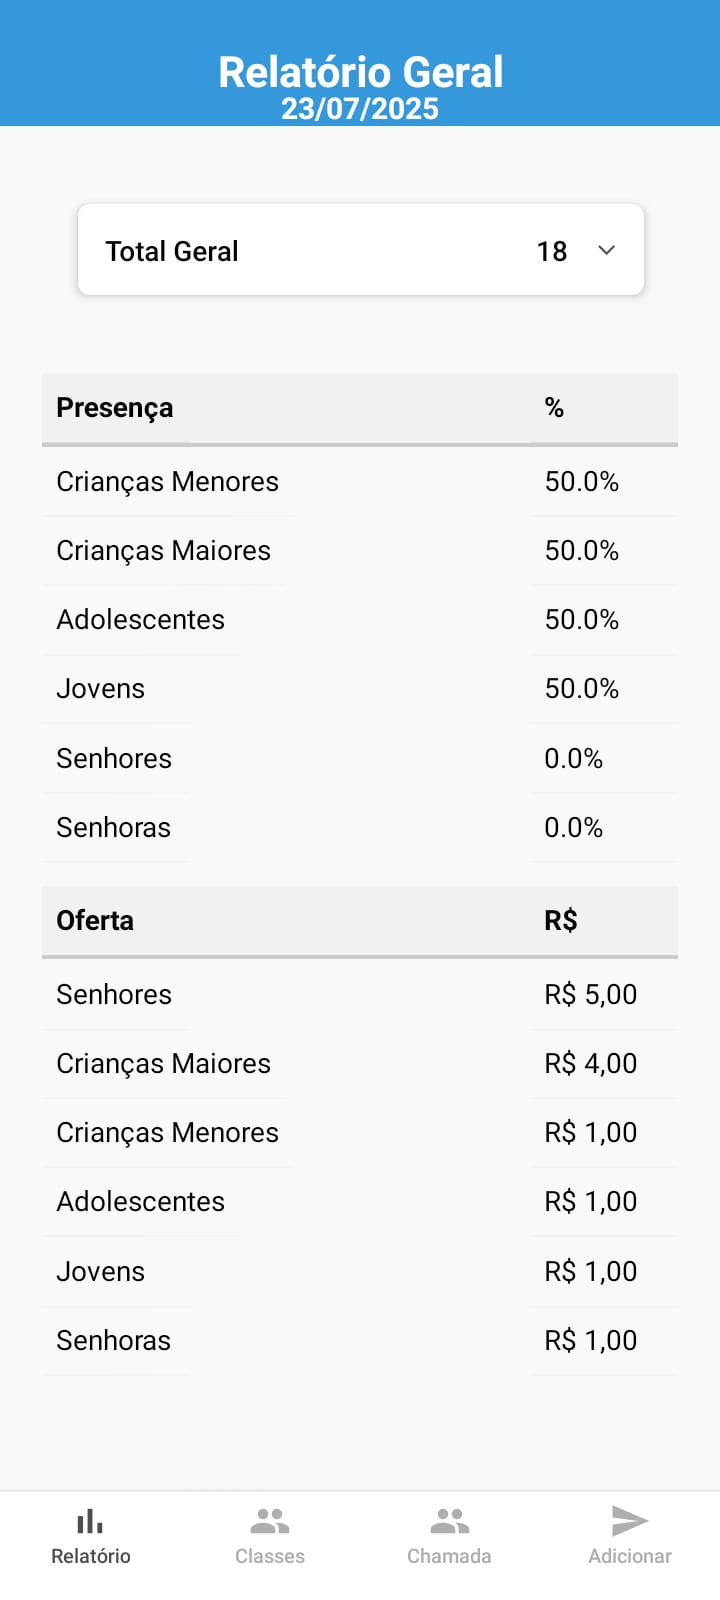 Relatório Geral
23/07/2025
Total Geral 18
Presença %
Crianças Menores 50.0%
Crianças Maiores 50.0%
Adolescentes 50.0%
Jovens 50.0%
Senhores 0.0%
Senhoras 0.0%
Oferta R$
Senhores R$ 5,00
Crianças Maiores R$ 4,00
Crianças Menores R$ 1,00
Adolescentes R$ 1,00
Jovens R$ 1,00
Senhoras R$ 1,00
Relatório Classes Chamada Adicionar